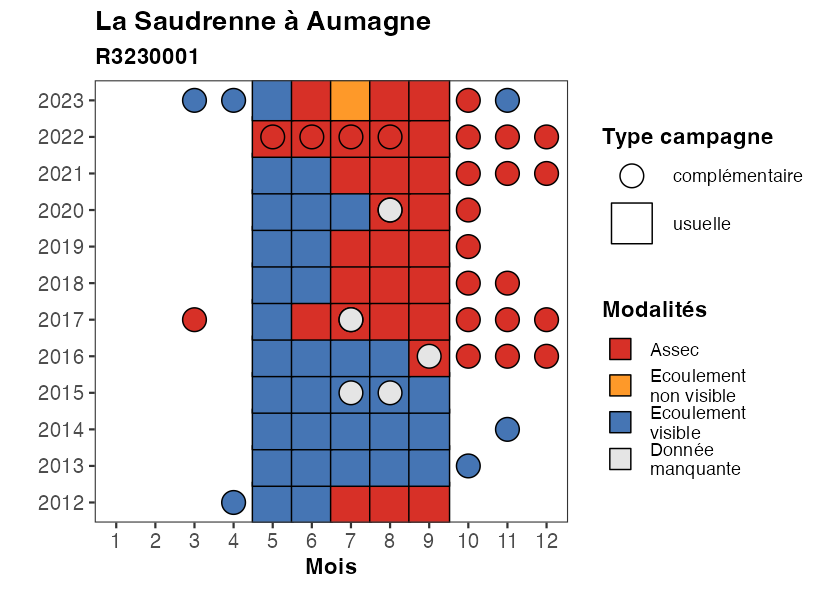 La Saudrenne à Aumagne
R3230001
2023
2022
2021
2020
2019
2018
2017
2016
2015
2014
2013
2012
1 2 3 4 5 6 7 8 9 10 11 12
Mois
Type campagne
complémentaire
usuelle
Modalités
Assec
Ecoulement
non visible
Ecoulement
visible
Donnée
manquante